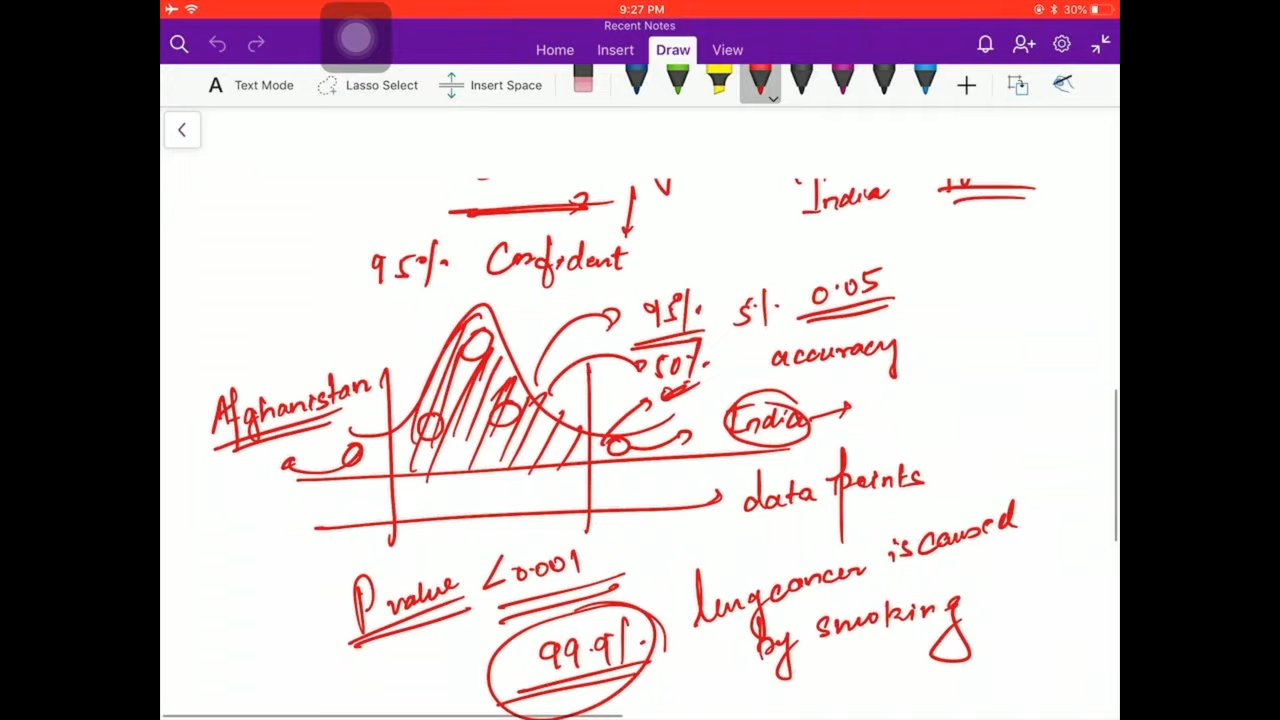 9:27 PM
30%
Recent Notes
Home Insert Draw View
Text Mode Lasso Select Insert Space
India
95% Confident
95% 5% 0.05
50% accuracy
Afghanistan
India
data points
P value <0.001
lung cancer is caused
by smoking
99.9%